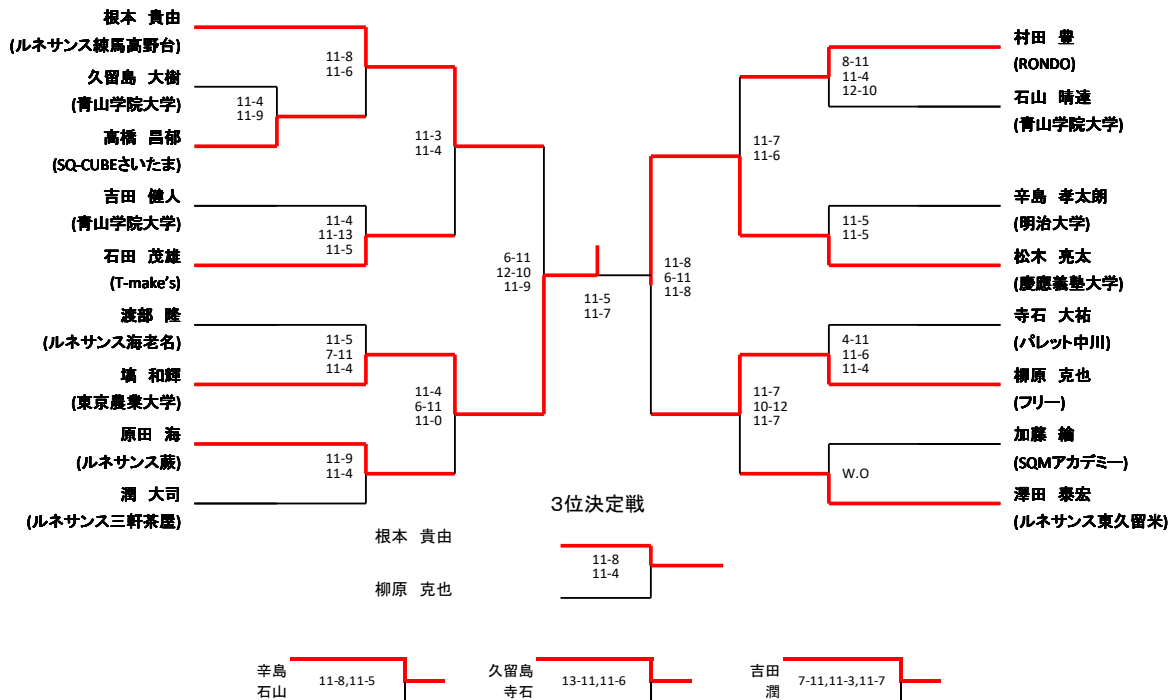 根本 貴由
(ルネサンス練馬高野台)
久留島 大樹
(青山学院大学)
高橋 昌郁
(SQ-CUBEさいたま)
吉田 健人
(青山学院大学)
石田 茂雄
(T-make's)
渡部 隆
(ルネサンス海老名)
塙 和輝
(東京農業大学)
原田 海
(ルネサンス蕨)
潤 大司
(ルネサンス三軒茶屋)
11-4
11-9
11-8
11-6
11-4
11-13
11-5
11-5
7-11
11-4
11-9
11-4
11-3
11-4
11-4
6-11
11-0
6-11
12-10
11-9
11-5
11-7
11-8
6-11
11-8
11-7
11-6
11-7
10-12
11-7
8-11
11-4
12-10
11-5
11-5
4-11
11-6
11-4
W.O
村田 豊
(RONDO)
石山 晴達
(青山学院大学)
辛島 孝太朗
(明治大学)
松木 亮太
(慶應義塾大学)
寺石 大祐
(パレット中川)
柳原 克也
(フリー)
加藤 綸
(SQMアカデミー)
澤田 泰宏
(ルネサンス東久留米)
3位決定戦
根本 貴由
11-8
11-4
柳原 克也
辛島
11-8,11-5
石山
久留島
13-11,11-6
寺石
吉田
7-11,11-3,11-7
潤